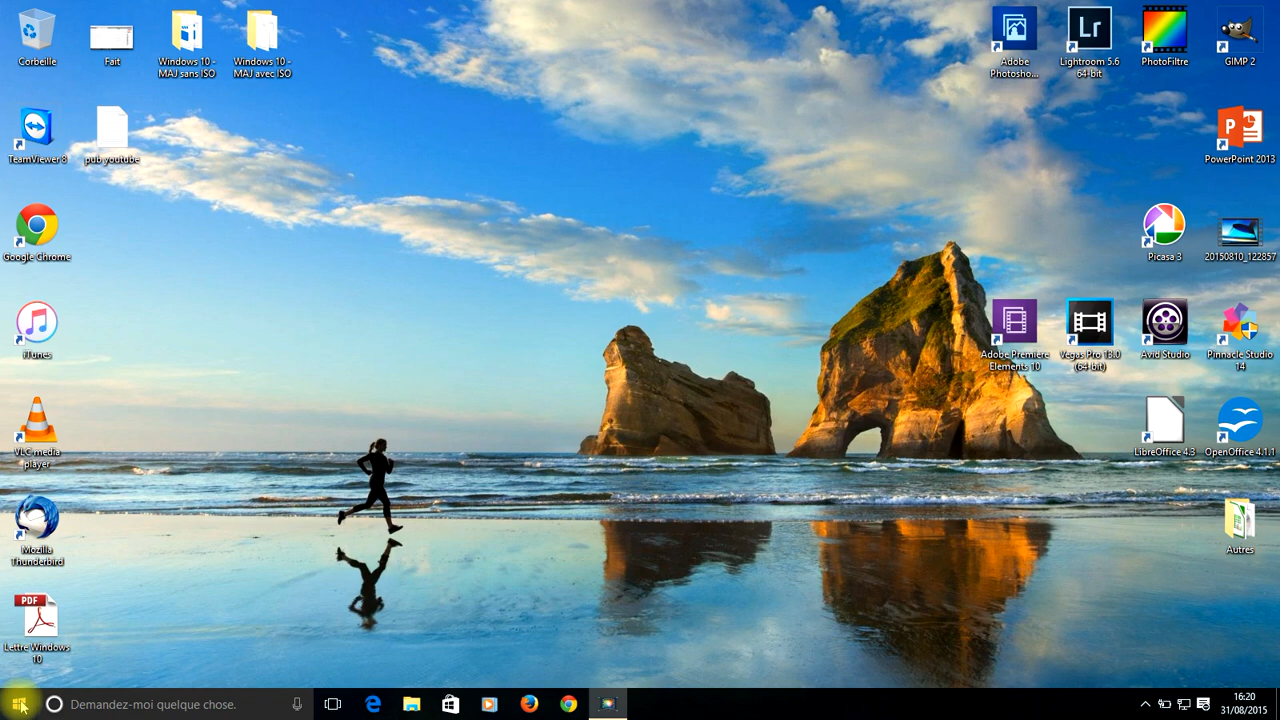 Corbeille
Fait
Windows 10 -
MAJ sans ISO
Windows 10 -
MAJ avec ISO
Adobe
Photosho...
Lr
Lightroom 5.6
64-bit
PhotoFiltre
GIMP 2
TeamViewer 8
pub youtube
PowerPoint 2013
Google Chrome
Picasa 3
20150810_122857
iTunes
Adobe Premiere
Elements 10
Vegas Pro 13.0
(64-bit)
Avid Studio
Pinnacle Studio
14
VLC media
player
LibreOffice 4.3
OpenOffice 4.1.1
Mozilla
Thunderbird
Autres
PDF
Lettre Windows
10
Demandez-moi quelque chose.
16:20
31/08/2015